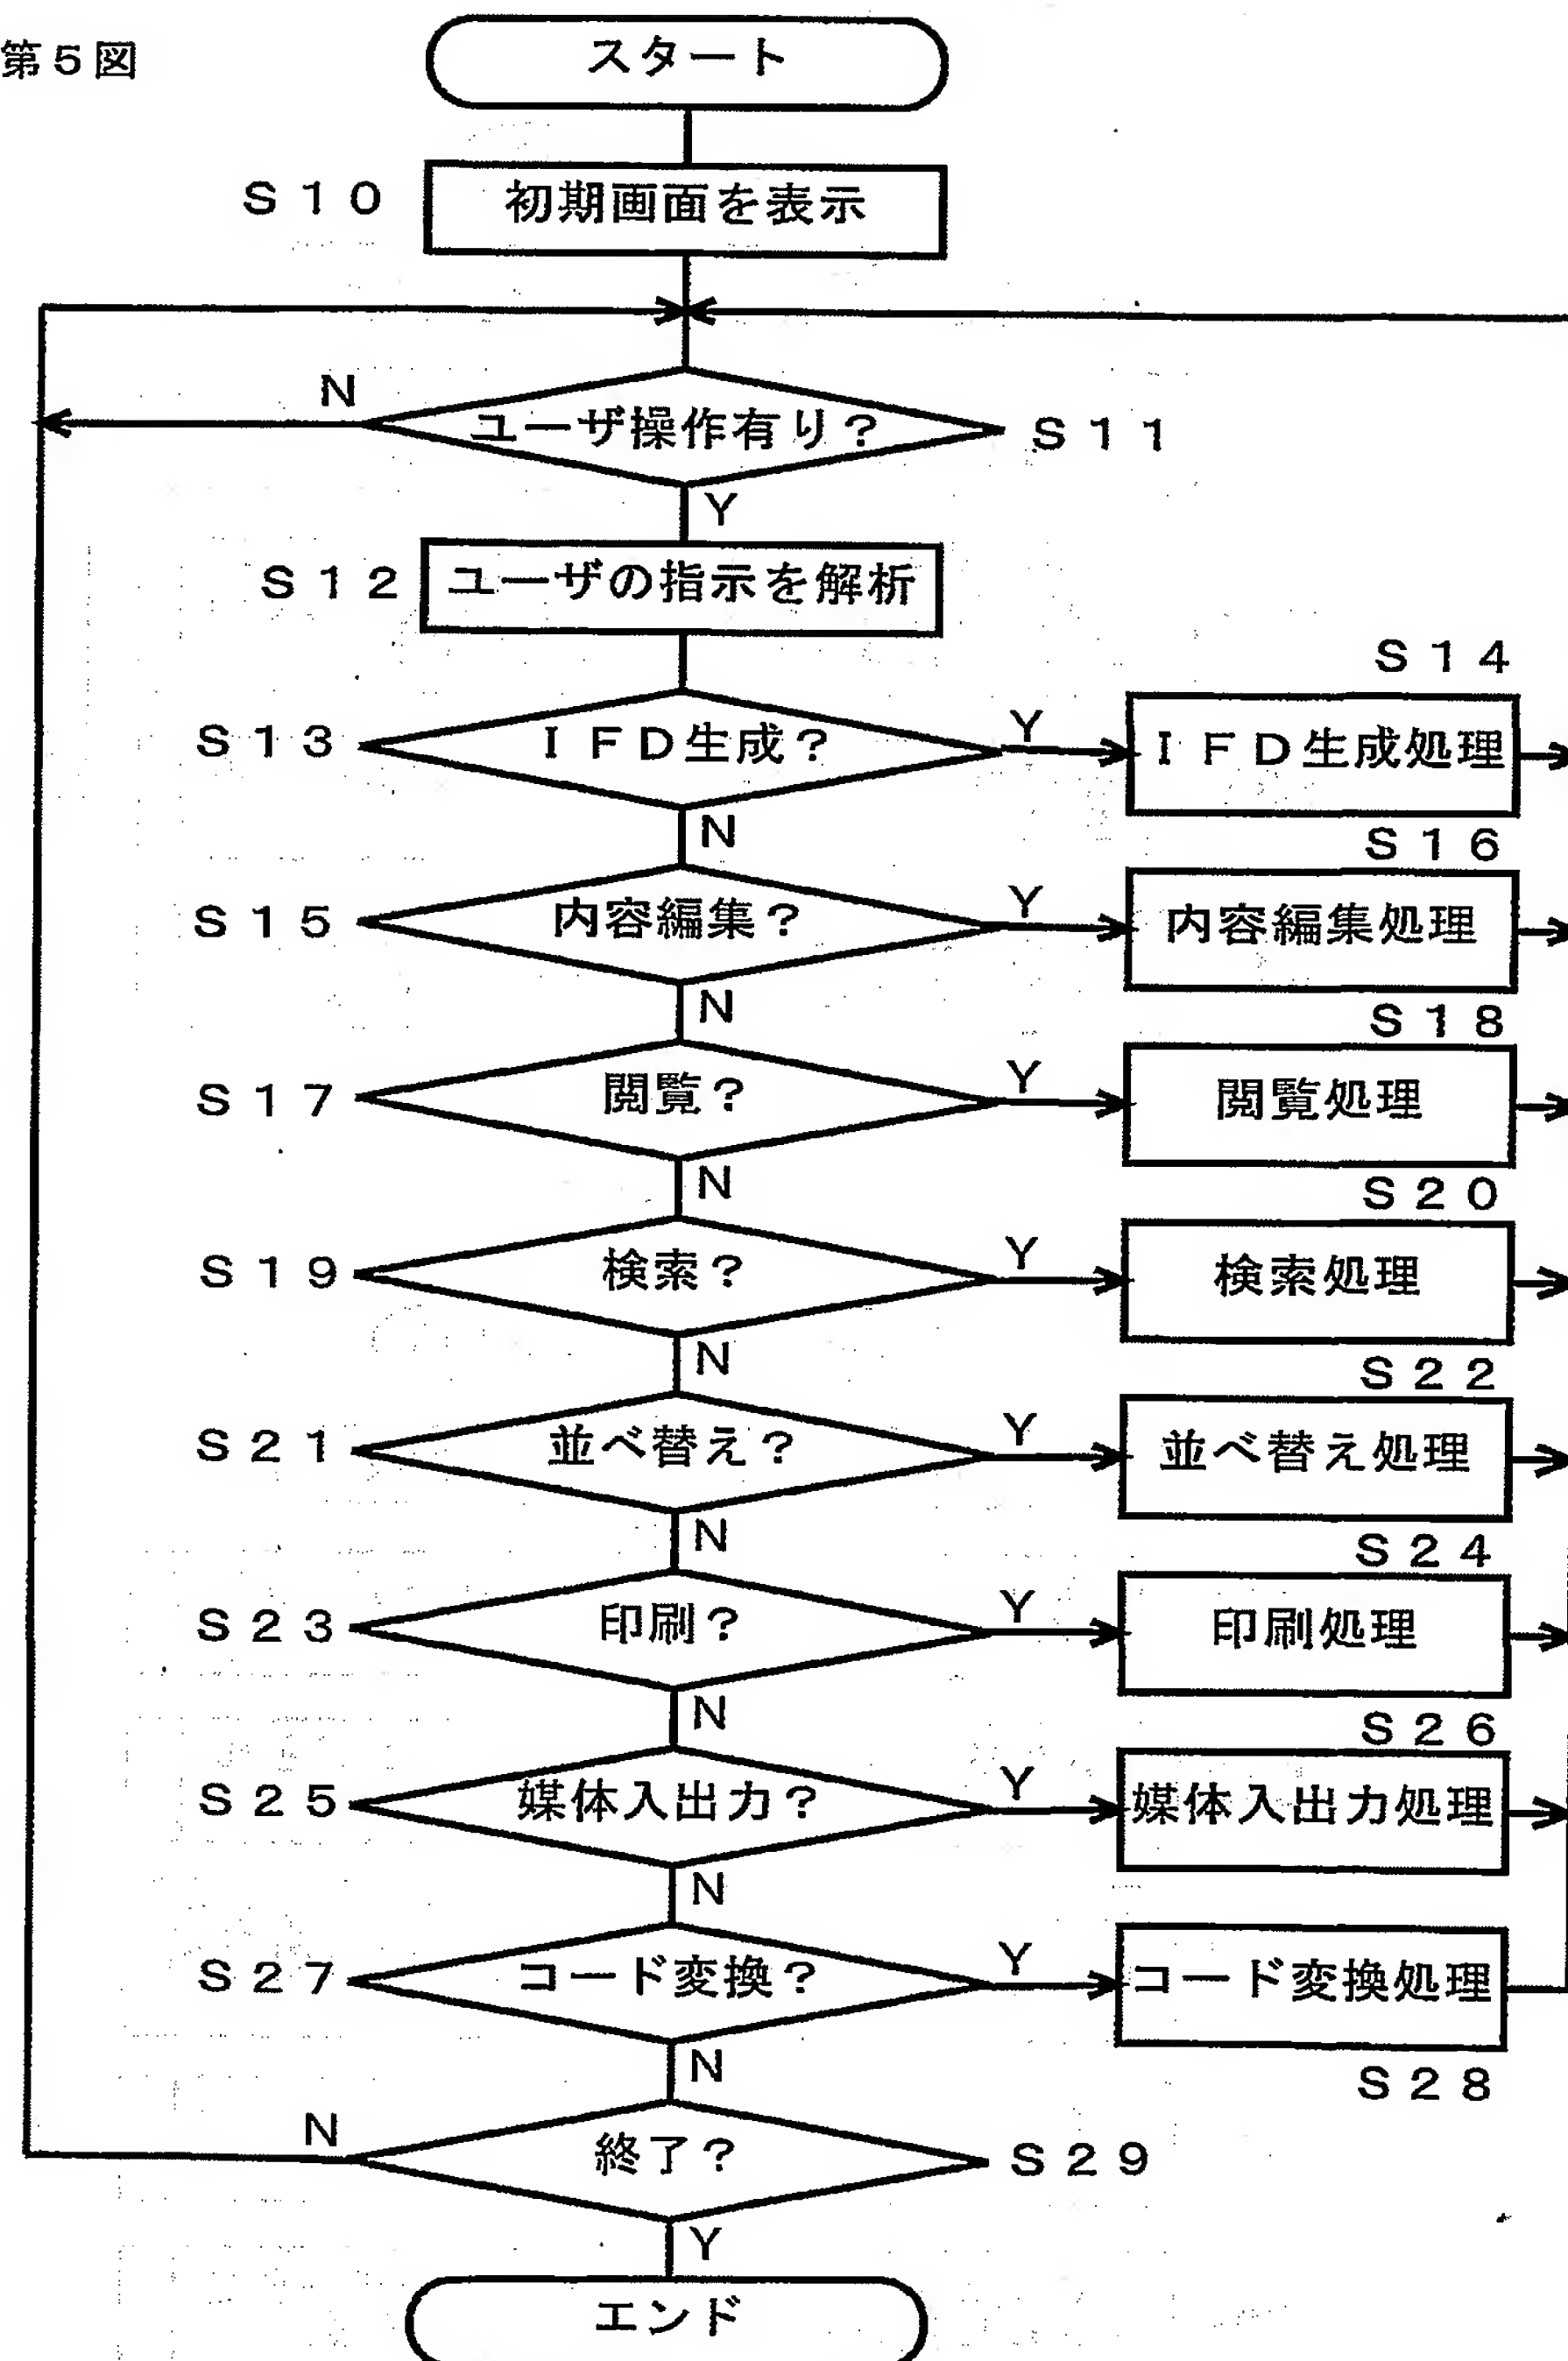 第５図
スタート
Ｓ１０
初期画面を表示
Ｎ
ユーザ操作有り？
Ｓ１１
Ｙ
Ｓ１２
ユーザの指示を解析
Ｓ１４
Ｓ１３
ＩＦＤ生成？
Ｙ
ＩＦＤ生成処理
Ｎ
Ｓ１６
Ｓ１５
内容編集？
Ｙ
内容編集処理
Ｎ
Ｓ１８
Ｓ１７
閲覧？
Ｙ
閲覧処理
Ｎ
Ｓ２０
Ｓ１９
検索？
Ｙ
検索処理
Ｎ
Ｓ２２
Ｓ２１
並べ替え？
Ｙ
並べ替え処理
Ｎ
Ｓ２４
Ｓ２３
印刷？
Ｙ
印刷処理
Ｎ
Ｓ２６
Ｓ２５
媒体入出力？
Ｙ
媒体入出力処理
Ｎ
Ｓ２７
コード変換？
Ｙ
コード変換処理
Ｎ
Ｓ２８
Ｎ
終了？
Ｓ２９
Ｙ
エンド